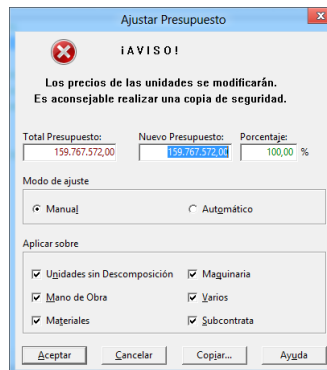 Ajustar Presupuesto
x
¡AVISO!
Los precios de las unidades se modificarán.
Es aconsejable realizar una copia de seguridad.
Total Presupuesto: Nuevo Presupuesto: Porcentaje:
159.767.572,00 159.767.572,00 100,00 %
Modo de ajuste
Manual Automático
Aplicar sobre
Unidades sin Descomposición Maquinaria
Mano de Obra Varios
Materiales Subcontrata
Aceptar Cancelar Copiar... Ayuda